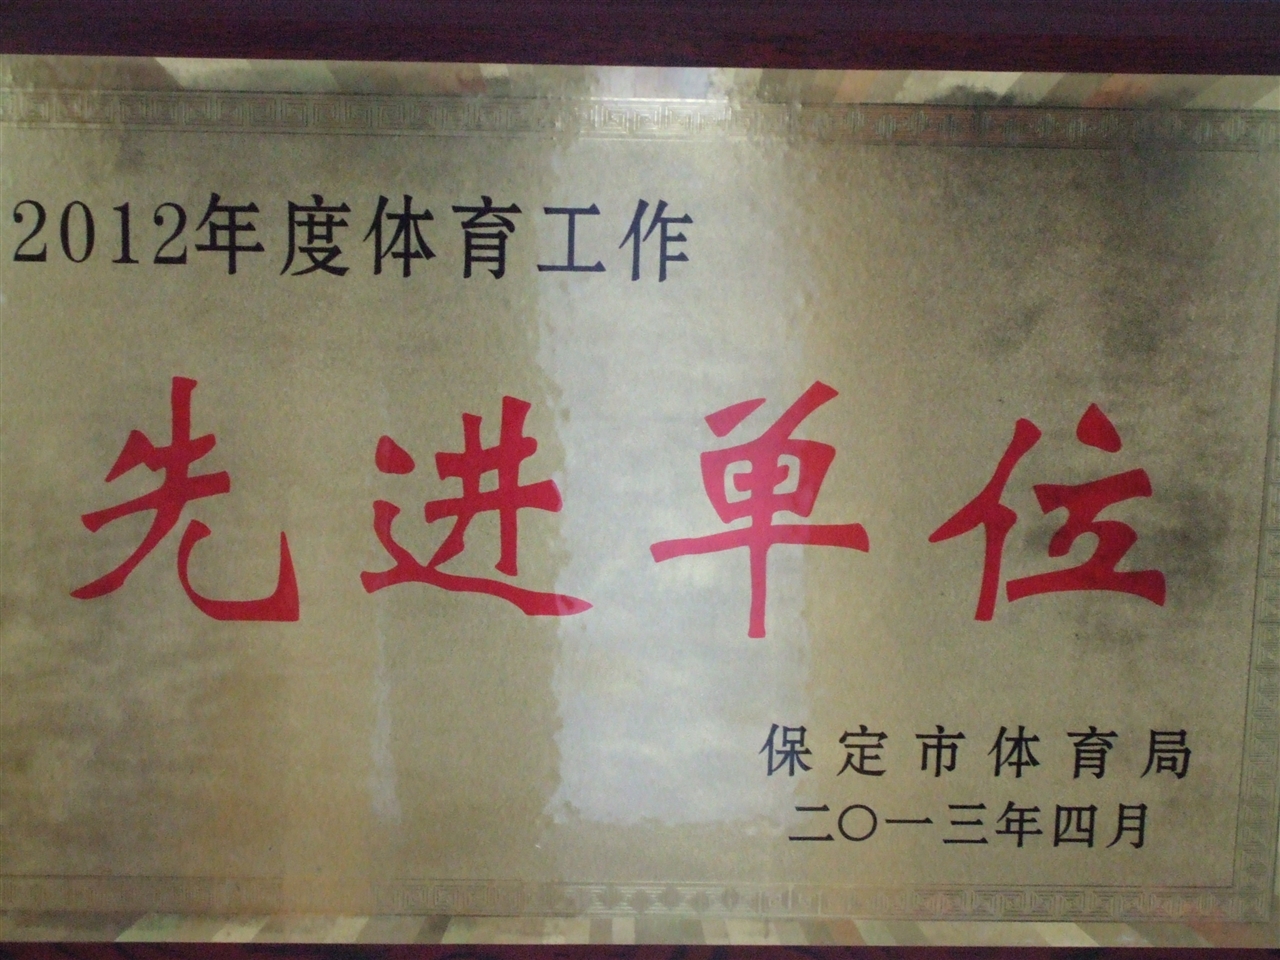 2012年度体育工作
先进单位
保定市体育局
二〇一三年四月